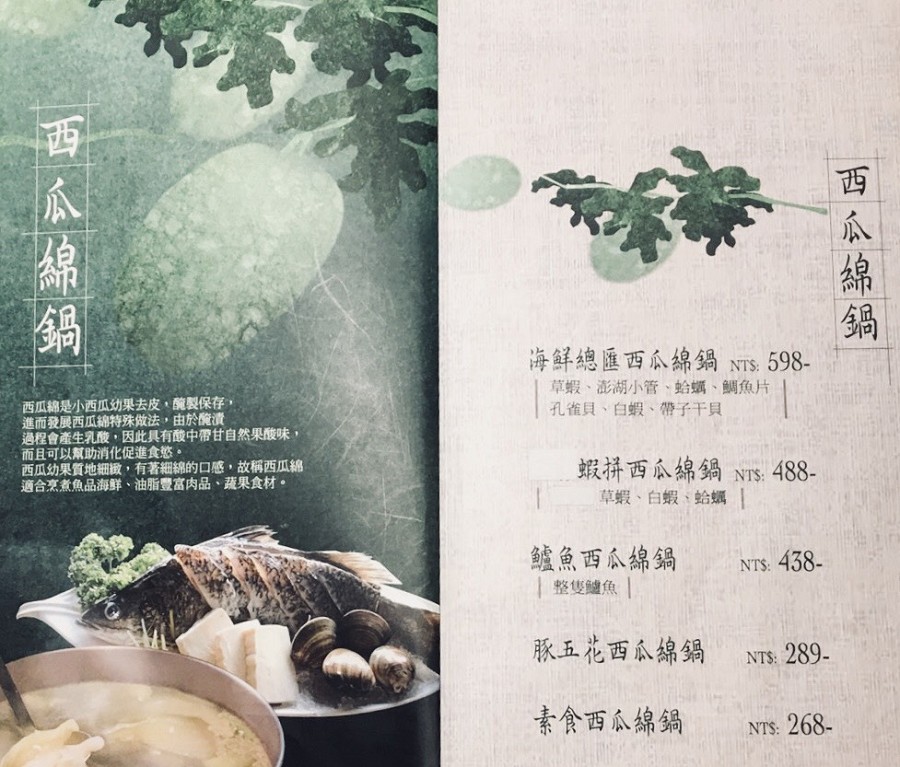 西瓜綿鍋
西瓜綿是小西瓜幼果去皮，醃製保存，
進而發展西瓜綿特殊做法，由於醃漬
過程會產生乳酸，因此具有酸中帶甘自然果酸味，
而且可以幫助消化促進食慾。
西瓜幼果質地細緻，有著細綿的口感，故稱西瓜綿
適合烹煮魚品海鮮、油脂豐富肉品、蔬果食材。
西瓜綿鍋
海鮮總匯西瓜綿鍋 NT$: 598-
草蝦、澎湖小管、蛤蠣、鯛魚片
孔雀貝、白蝦、帶子干貝
蝦拼西瓜綿鍋 NT$: 488-
草蝦、白蝦、蛤蠣
鱸魚西瓜綿鍋 NT$: 438-
整隻鱸魚
豚五花西瓜綿鍋 NT$: 289-
素食西瓜綿鍋 NT$: 268-